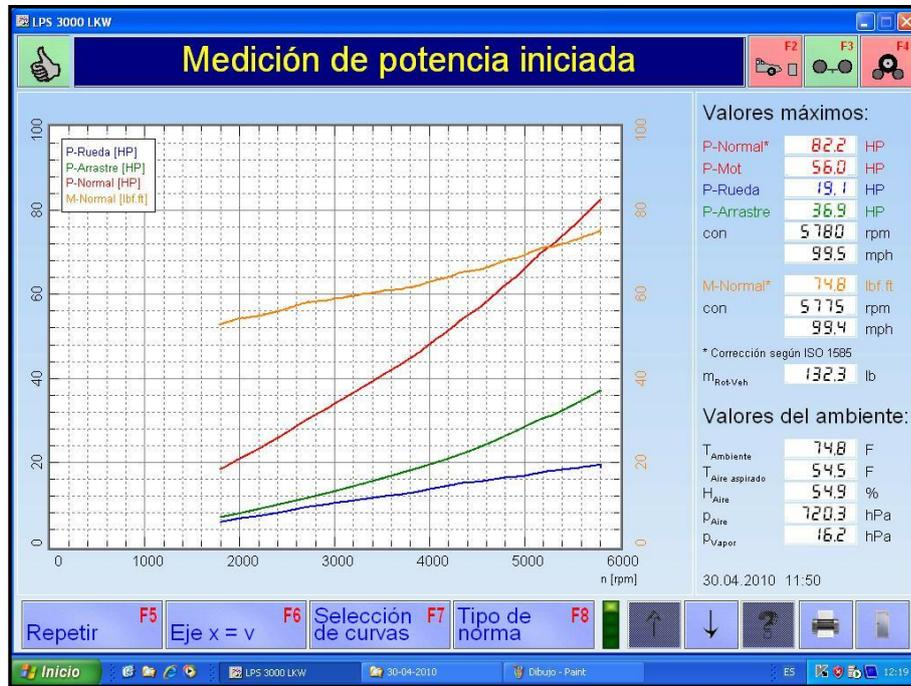 LPS 3000 LKW
Medición de potencia iniciada
F2
F3
F4
P-Rueda [HP]
P-Arrastre [HP]
P-Normal [HP]
M-Normal [lbf.ft]
100
80
60
40
20
0
100
80
60
40
20
0
0 1000 2000 3000 4000 5000 6000
n [rpm]
Valores máximos:
P-Normal* 82.2 HP
P-Mot 56.0 HP
P-Rueda 19.1 HP
P-Arrastre 36.9 HP
con 5780 rpm
99.5 mph
M-Normal* 74.8 lbf.ft
con 5775 rpm
99.4 mph
* Corrección según ISO 1585
mRot-Veh 132.3 lb
Valores del ambiente:
TAmbiente 74.8 F
TAire aspirado 54.5 F
HAire 54.9 %
pAire 720.3 hPa
pVapor 16.2 hPa
30.04.2010 11:50
Repetir F5
Eje x = v F6
Selección de curvas F7
Tipo de norma F8
Inicio
LPS 3000 LKW
30-04-2010
Dibujo - Paint
ES
12:19